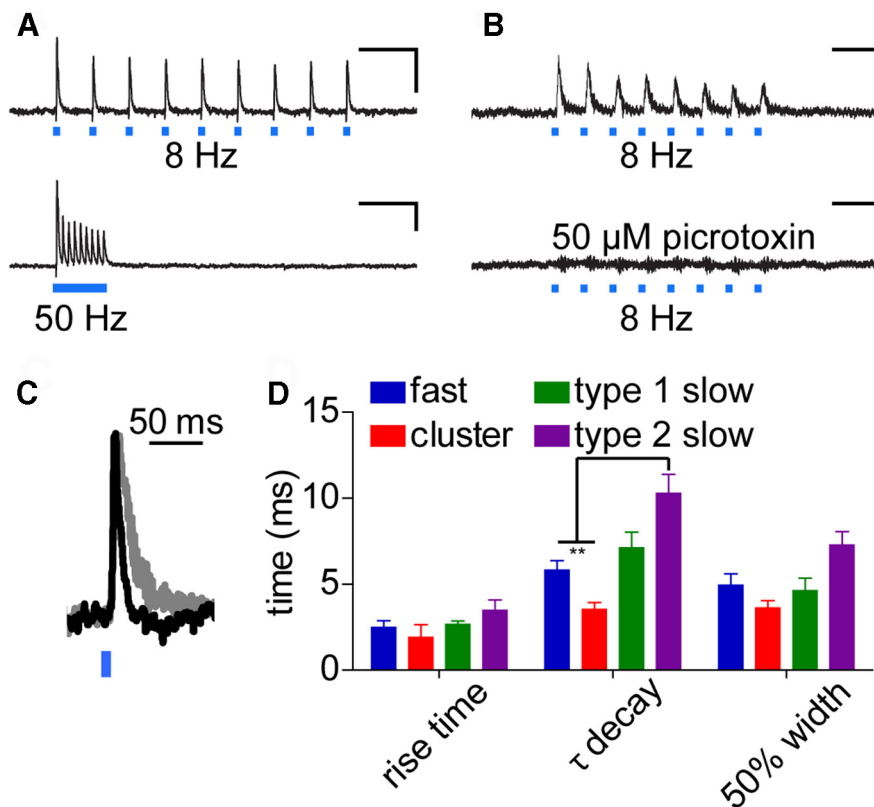 A
B
8 Hz
8 Hz
50 µM picrotoxin
50 Hz
8 Hz
C
50 ms
D
fast
type 1 slow
cluster
type 2 slow
15
10
5
0
time (ms)
**
rise time
τ decay
50% width